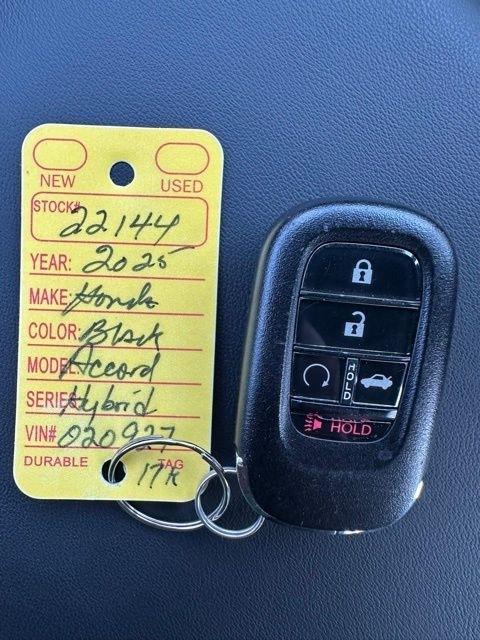 NEW USED
STOCK# 22144
YEAR: 2025
MAKE: Honda
COLOR: Black
MODEL Accord
SERIES Hybrid
VIN# 020927
DURABLE TAG
17K
HOLD
HOLD